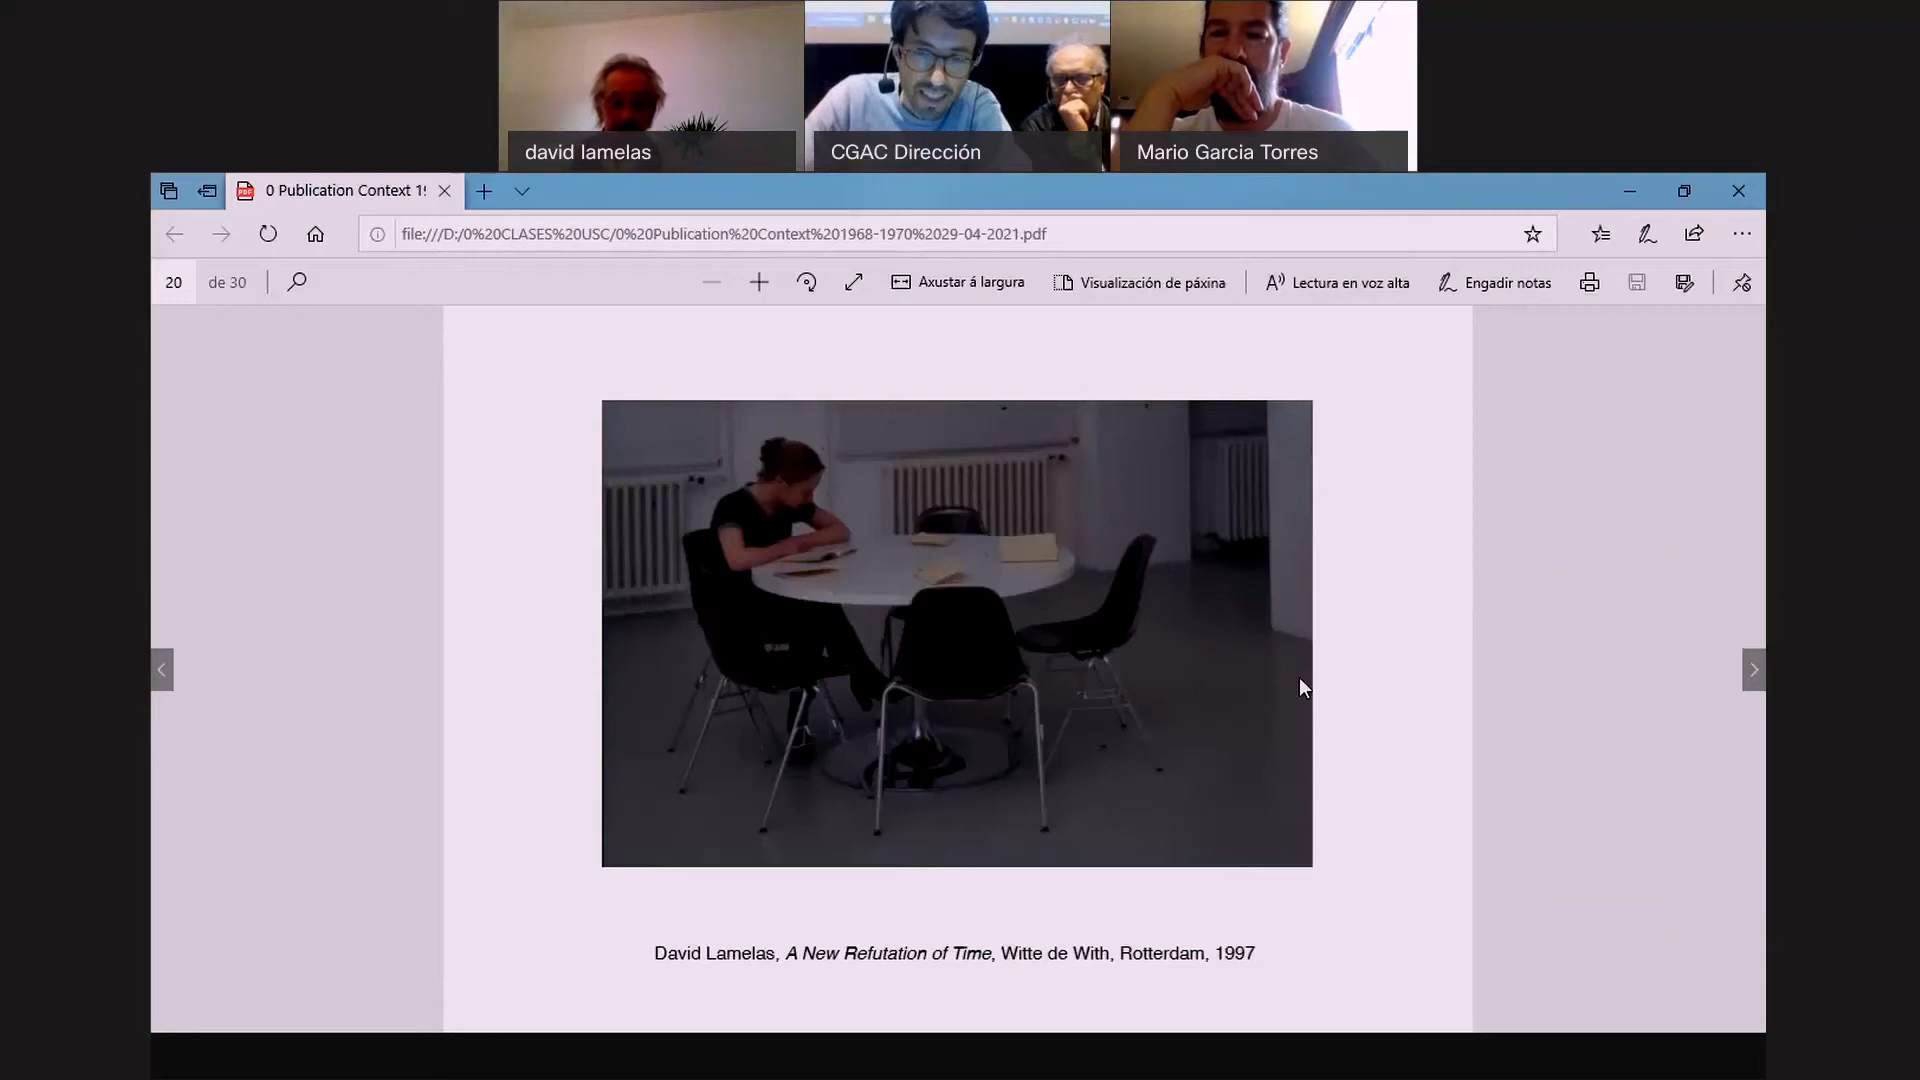 david lamelas
CGAC Dirección
Mario Garcia Torres
0 Publication Context 19
file:///D:/0%20CLASES%20USC/0%20Publication%20Context%201968-1970%2029-04-2021.pdf
20 de 30
Axustar á largura
Visualización de páxina
Lectura en voz alta
Engadir notas
David Lamelas, A New Refutation of Time, Witte de With, Rotterdam, 1997